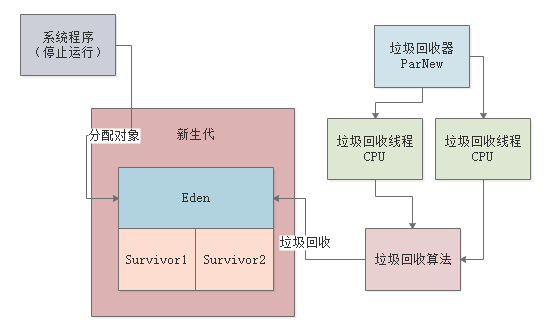 系统程序
（停止运行）
垃圾回收器
ParNew
分配对象
新生代
垃圾回收线程
CPU
垃圾回收线程
CPU
Eden
垃圾回收
Survivor1
Survivor2
垃圾回收算法